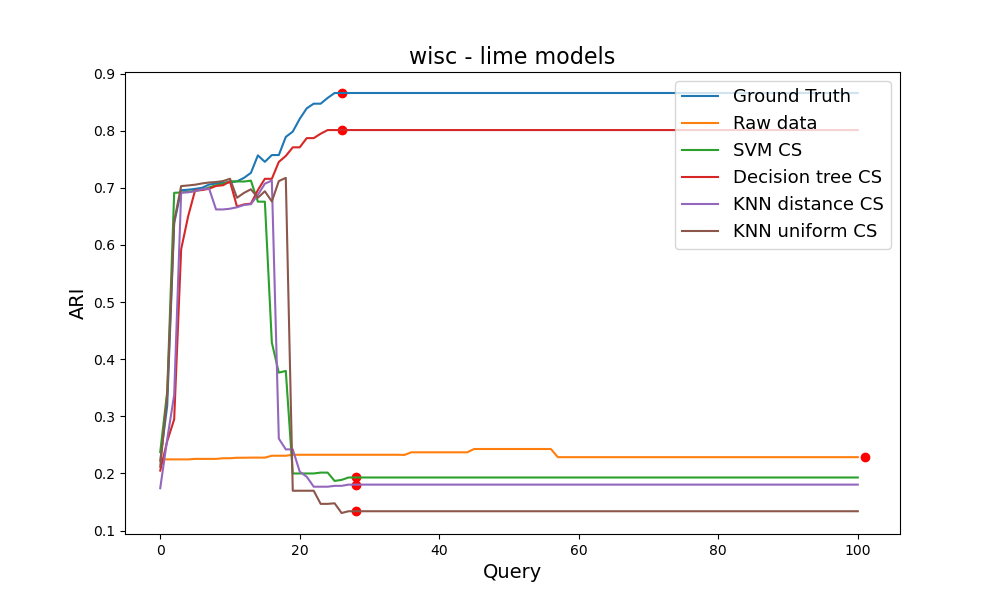 wisc - lime models
0.9
0.8
0.7
0.6
0.5
0.4
0.3
0.2
0.1
ARI
Ground Truth
Raw data
SVM CS
Decision tree CS
KNN distance CS
KNN uniform CS
0 20 40 60 80 100
Query